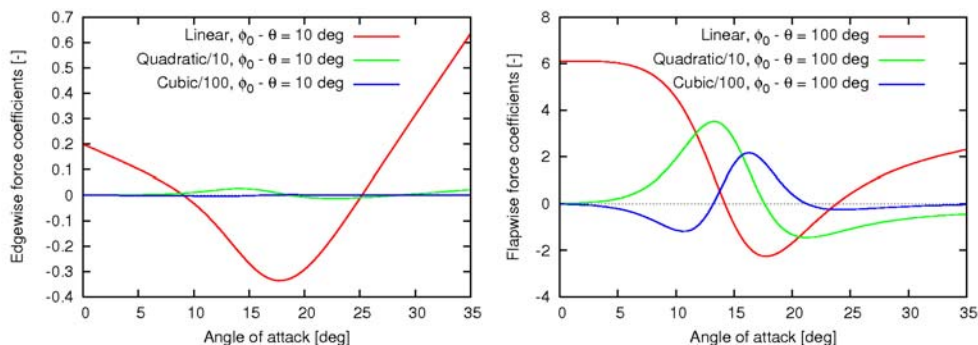 Edgewise force coefficients [-]
0.7
0.6
0.5
0.4
0.3
0.2
0.1
0
-0.1
-0.2
-0.3
-0.4
Linear, ϕ0 - θ = 10 deg
Quadratic/10, ϕ0 - θ = 10 deg
Cubic/100, ϕ0 - θ = 10 deg
0 5 10 15 20 25 30 35
Angle of attack [deg]
Flapwise force coefficients [-]
8
6
4
2
0
-2
-4
Linear, ϕ0 - θ = 100 deg
Quadratic/10, ϕ0 - θ = 100 deg
Cubic/100, ϕ0 - θ = 100 deg
0 5 10 15 20 25 30 35
Angle of attack [deg]